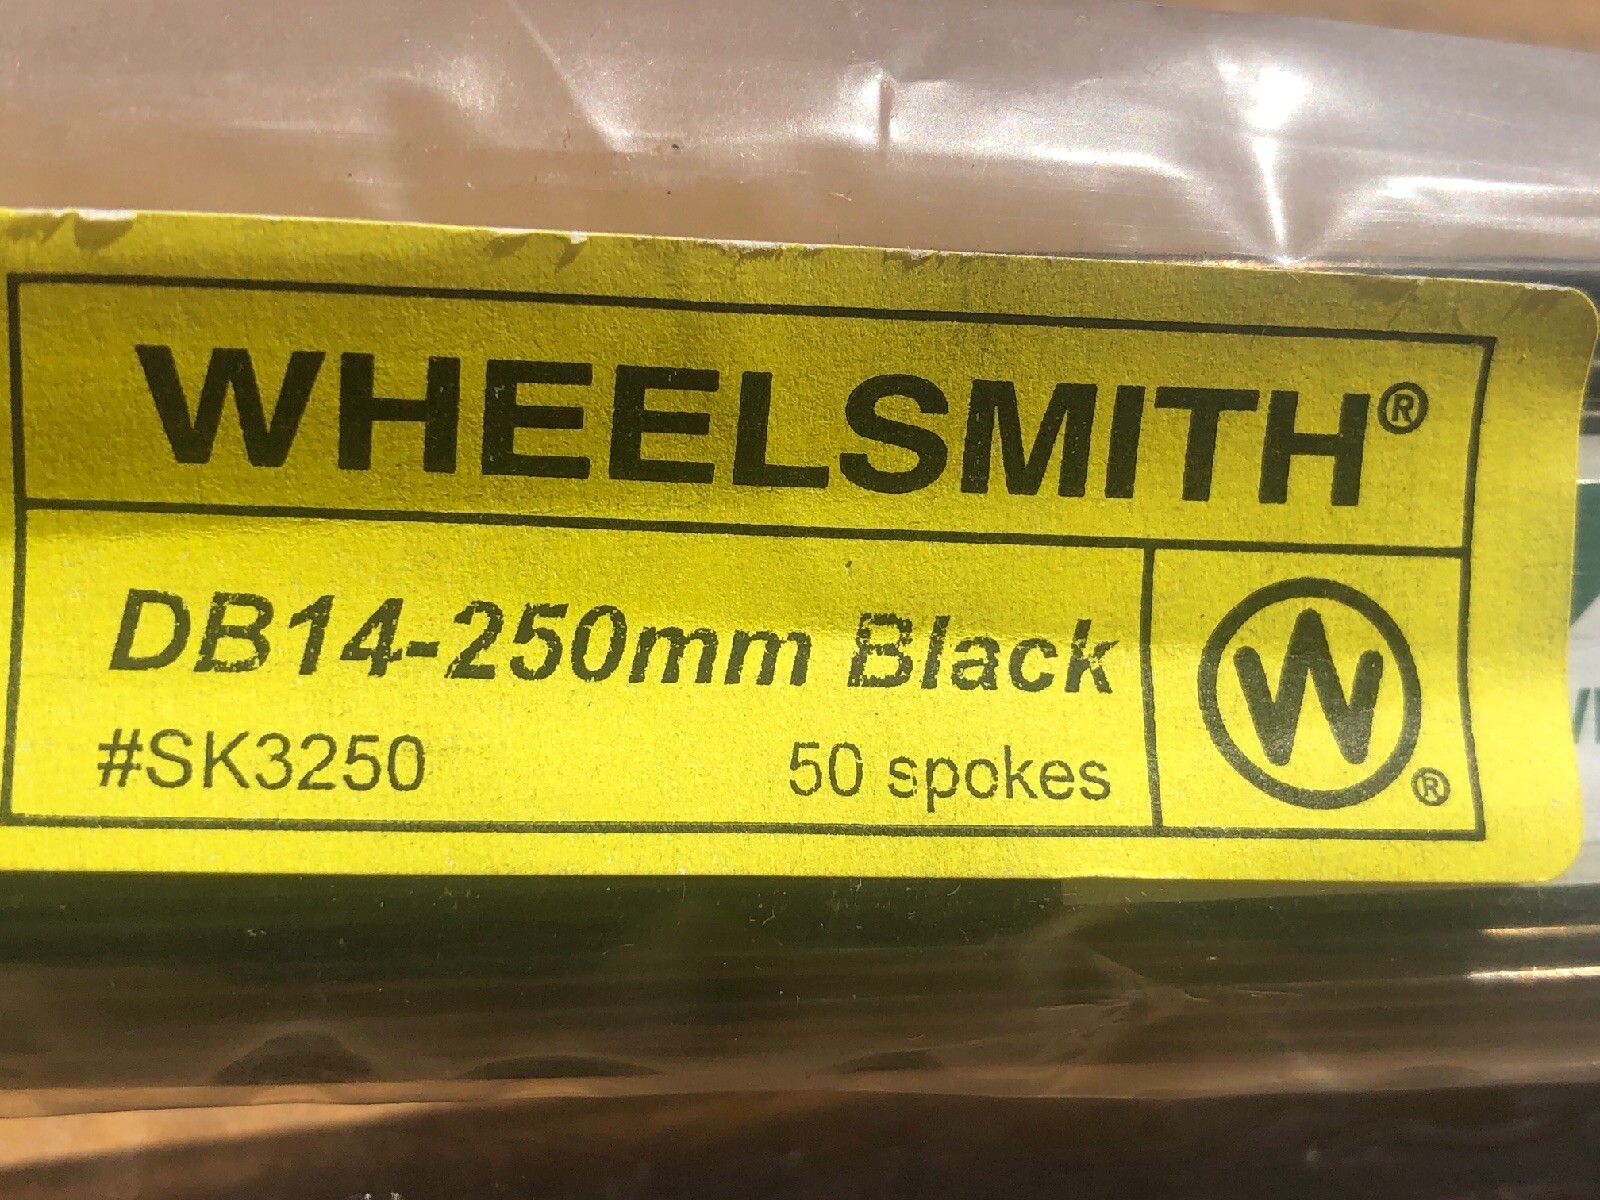 WHEELSMITH®
DB14-250mm Black
#SK3250 50 spokes
W®